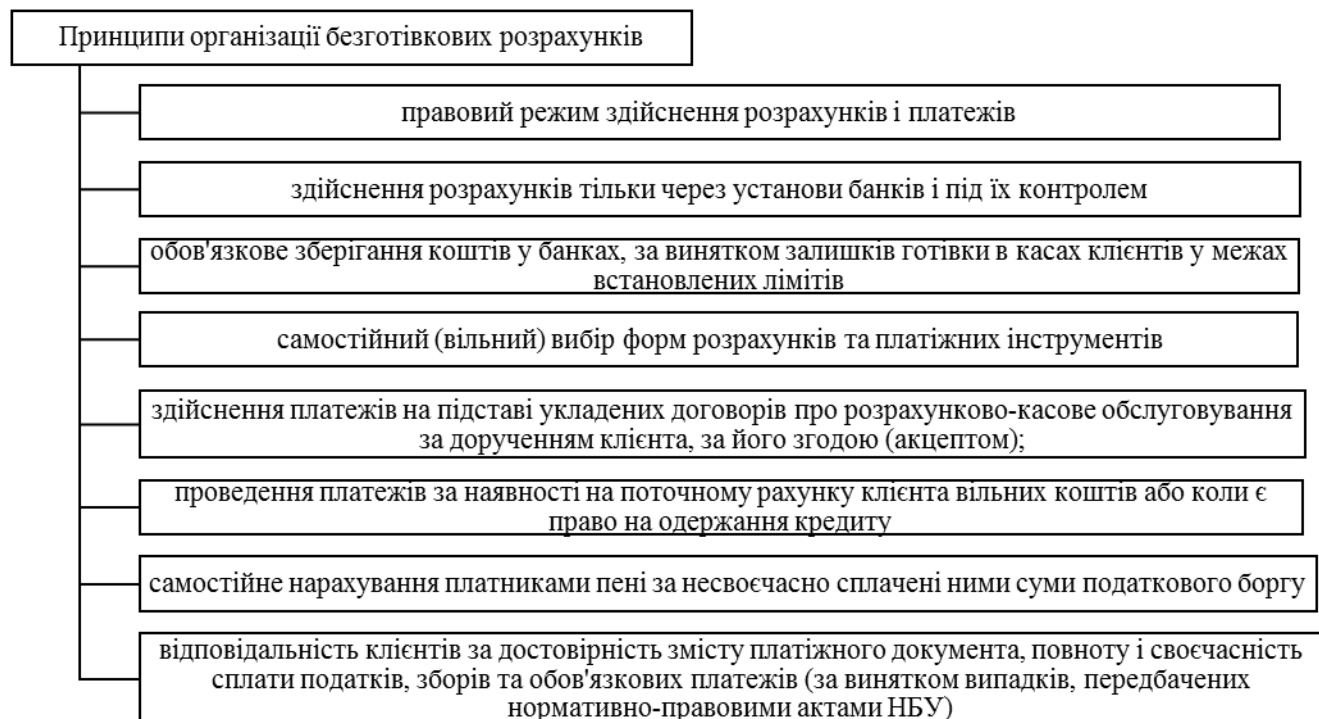 Принципи організації безготівкових розрахунків
правовий режим здійснення розрахунків і платежів
здійснення розрахунків тільки через установи банків і під їх контролем
обов'язкове зберігання коштів у банках, за винятком залишків готівки в касах клієнтів у межах
встановлених лімітів
самостійний (вільний) вибір форм розрахунків та платіжних інструментів
здійснення платежів на підставі укладених договорів про розрахунково-касове обслуговування
за дорученням клієнта, за його згодою (акцептом);
проведення платежів за наявності на поточному рахунку клієнта вільних коштів або коли є
право на одержання кредиту
самостійне нарахування платниками пені за несвоєчасно сплачені ними суми податкового боргу
відповідальність клієнтів за достовірність змісту платіжного документа, повноту і своєчасність
сплати податків, зборів та обов'язкових платежів (за винятком випадків, передбачених
нормативно-правовими актами НБУ)